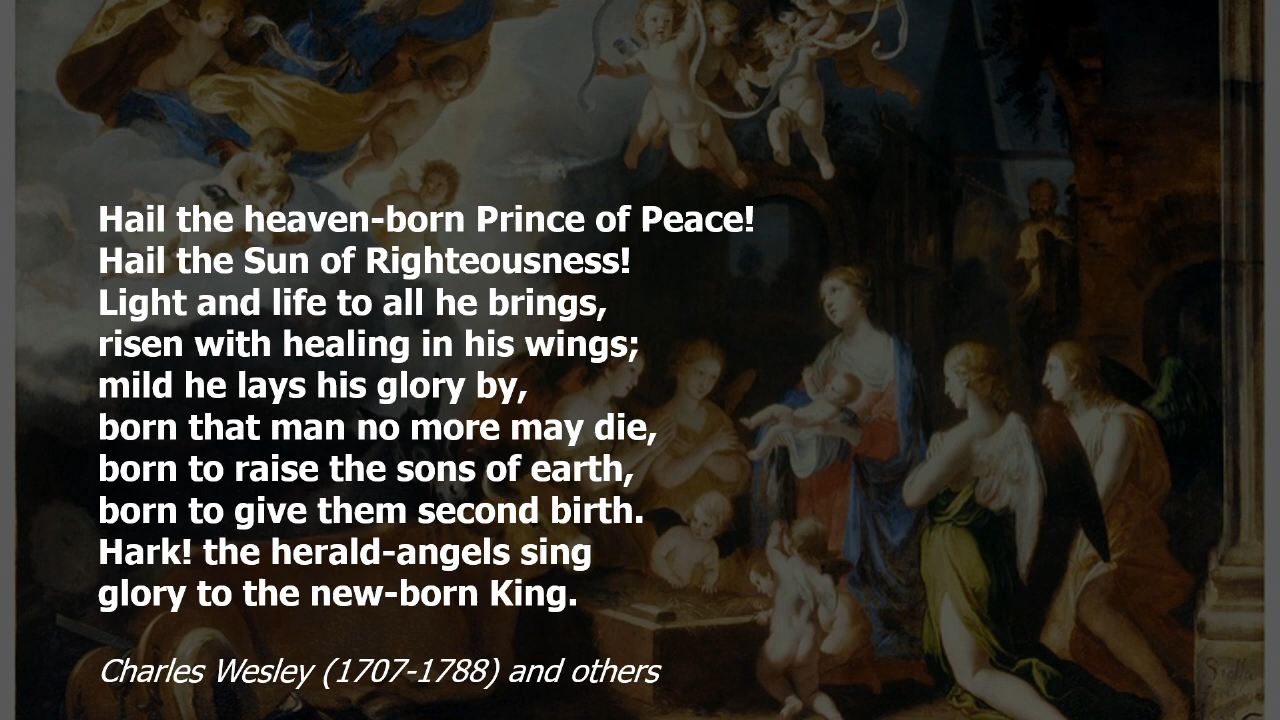 Hail the heaven-born Prince of Peace!
Hail the Sun of Righteousness!
Light and life to all he brings,
risen with healing in his wings;
mild he lays his glory by,
born that man no more may die,
born to raise the sons of earth,
born to give them second birth.
Hark! the herald-angels sing
glory to the new-born King.
Charles Wesley (1707-1788) and others